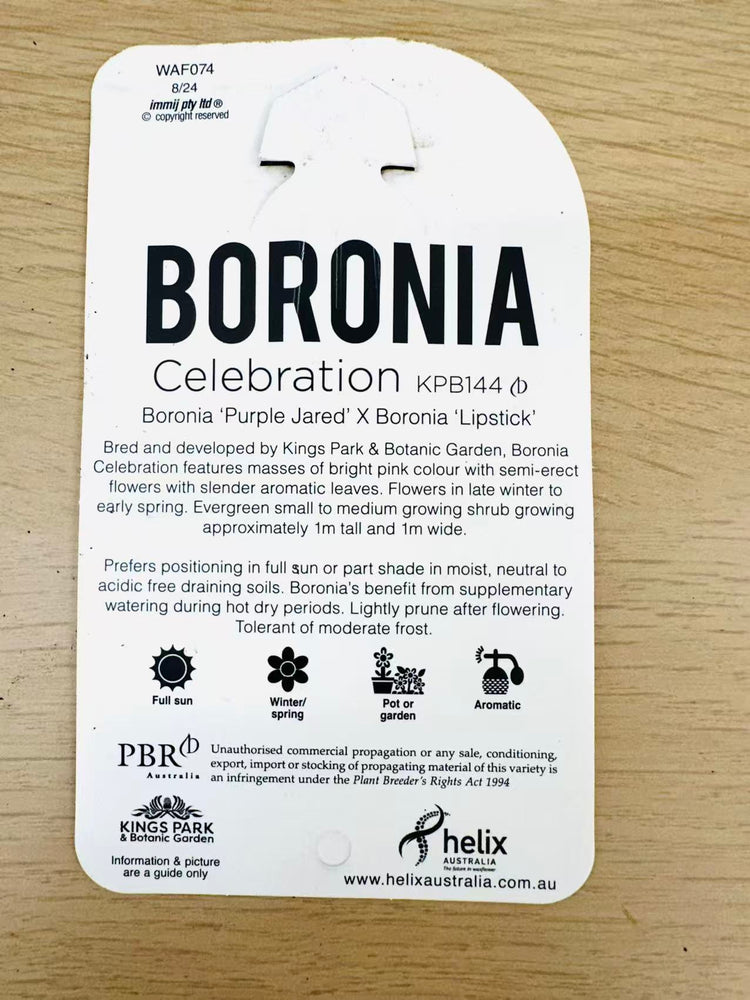 WAF074
8/24
immij pty ltd ®
© copyright reserved
BORONIA
Celebration KPB144
Boronia ‘Purple Jared’ X Boronia ‘Lipstick’
Bred and developed by Kings Park & Botanic Garden, Boronia
Celebration features masses of bright pink colour with semi-erect
flowers with slender aromatic leaves. Flowers in late winter to
early spring. Evergreen small to medium growing shrub growing
approximately 1m tall and 1m wide.
Prefers positioning in full sun or part shade in moist, neutral to
acidic free draining soils. Boronia’s benefit from supplementary
watering during hot dry periods. Lightly prune after flowering.
Tolerant of moderate frost.
Full sun
Winter/
spring
Pot or
garden
Aromatic
PBR
Australia
Unauthorised commercial propagation or any sale, conditioning,
export, import or stocking of propagating material of this variety is
an infringement under the Plant Breeder’s Rights Act 1994
KINGS PARK
& Botanic Garden
Information & picture
are a guide only
helix
AUSTRALIA
The future in wildflower
www.helixaustralia.com.au